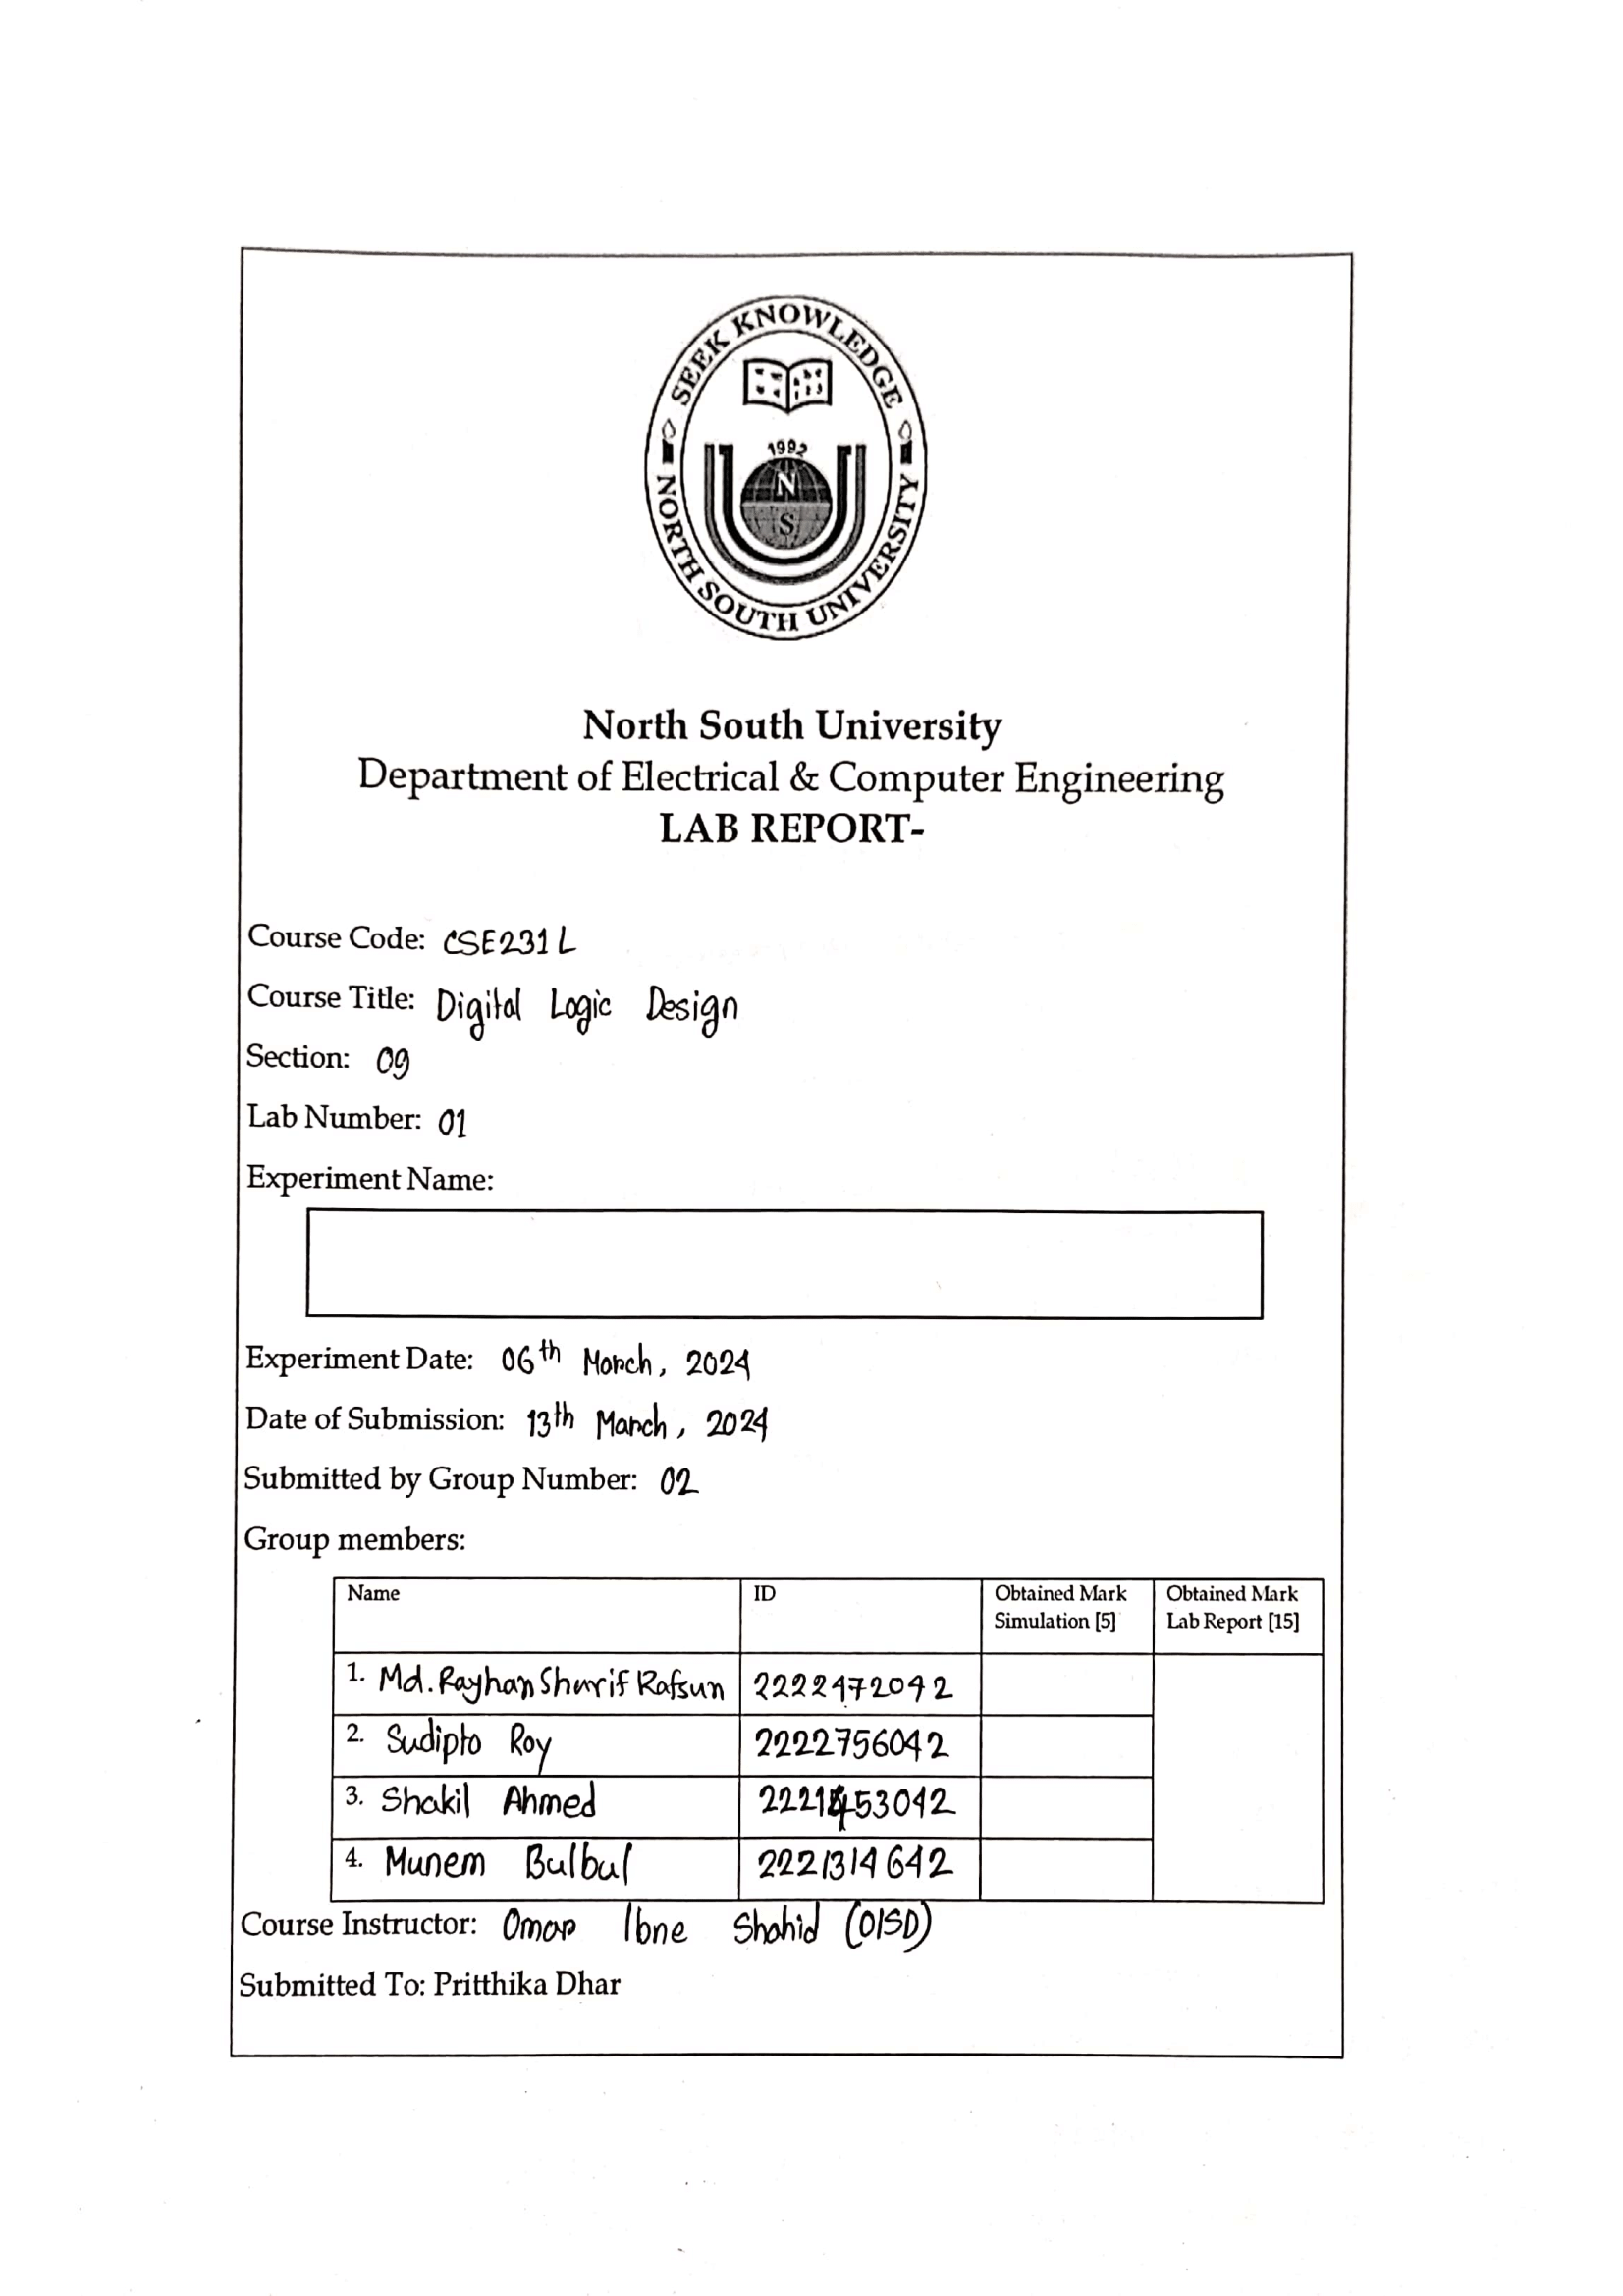 SEEK KNOWLEDGE
1992
N
S
NORTH SOUTH UNIVERSITY
North South University
Department of Electrical & Computer Engineering
LAB REPORT-
Course Code: CSE231L
Course Title: Digital Logic Design
Section: 09
Lab Number: 01
Experiment Name:
Experiment Date: 06th March, 2024
Date of Submission: 13th March, 2024
Submitted by Group Number: 02
Group members:
Name ID Obtained Mark Simulation [5] Obtained Mark Lab Report [15]
1. Md. Rayhan Sharif Rafsun 2222472042
2. Sudipto Roy 2222756042
3. Shakil Ahmed 2221453042
4. Munem Bulbul 2221314642
Course Instructor: Omar Ibne Shahid (OISD)
Submitted To: Pritthika Dhar